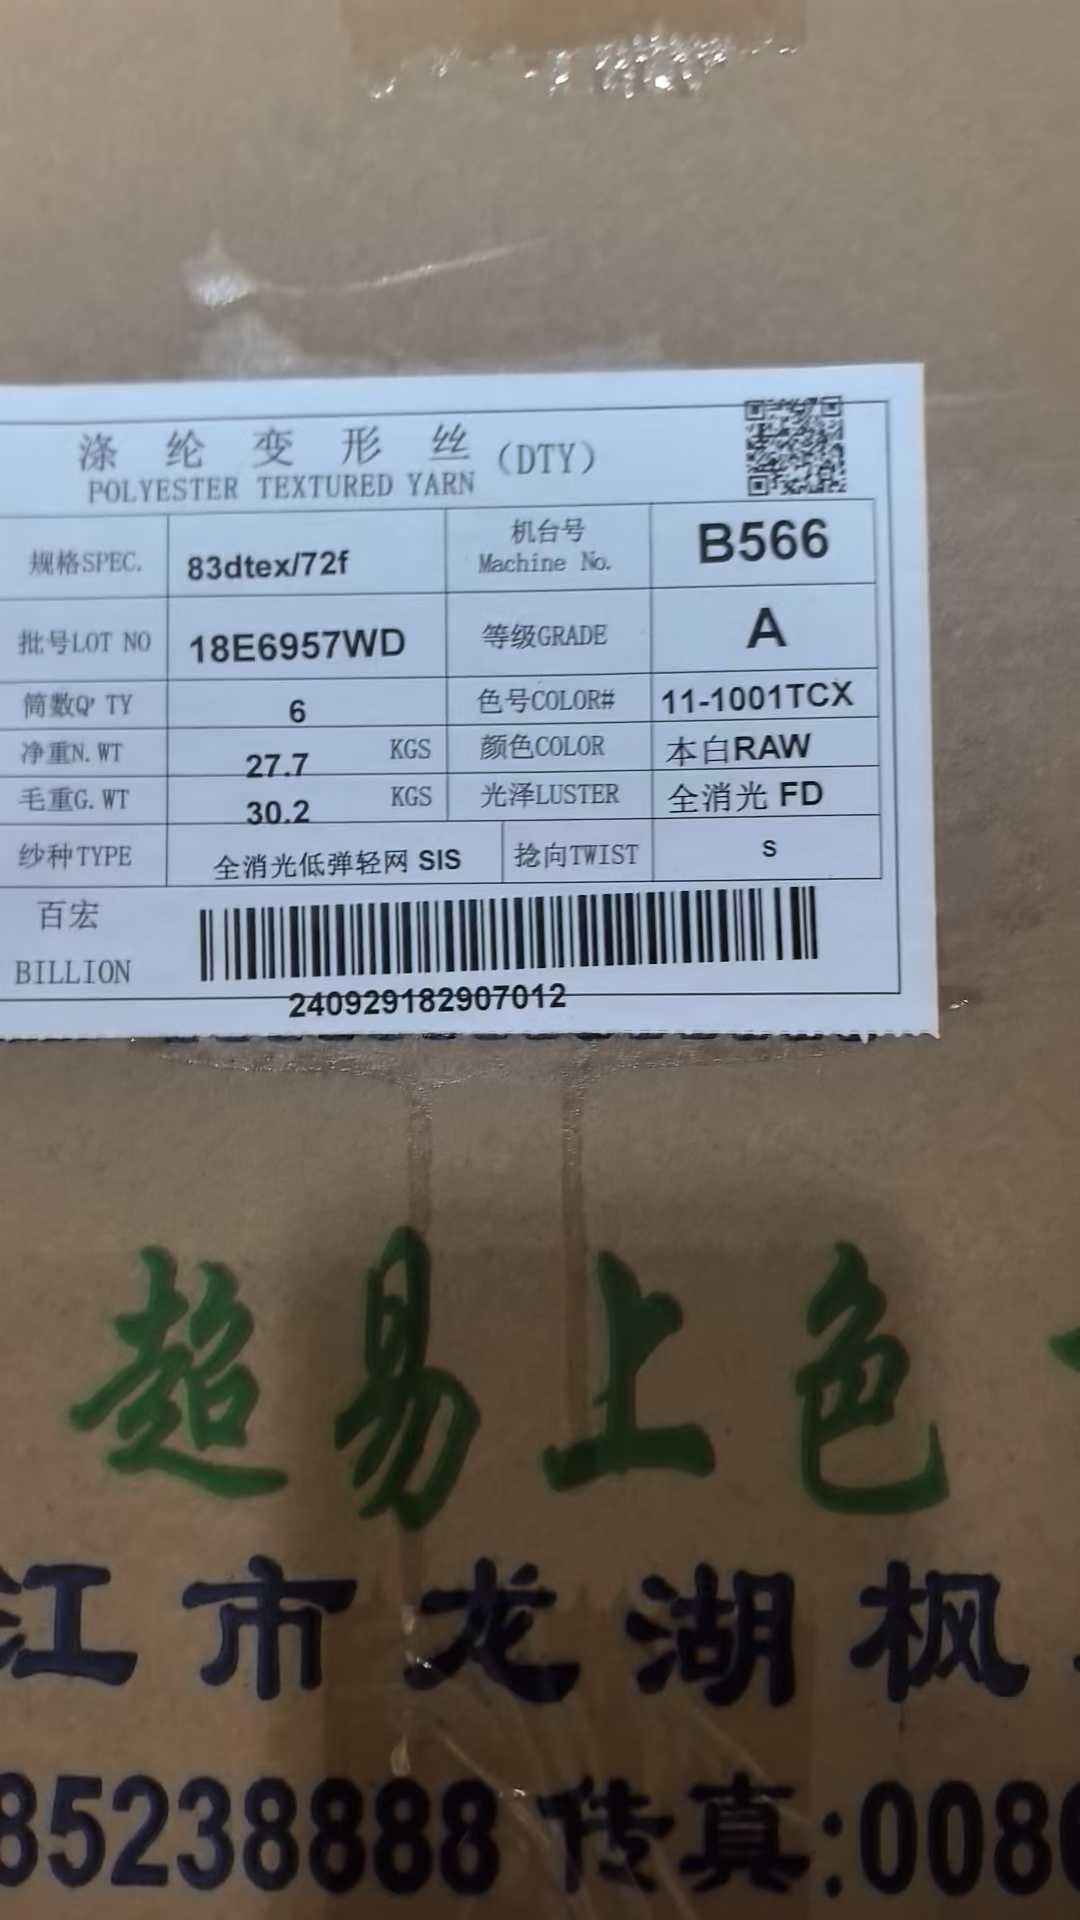 涤纶变形丝(DTY)
POLYESTER TEXTURED YARN
规格SPEC. 83dtex/72f 机台号 Machine No. B566
批号LOT NO 18E6957WD 等级GRADE A
筒数Q'TY 6 色号COLOR# 11-1001TCX
净重N.WT 27.7 KGS 颜色COLOR 本白RAW
毛重G.WT 30.2 KGS 光泽LUSTER 全消光 FD
纱种TYPE 全消光低弹轻网 SIS 捻向TWIST S
百宏
BILLION
240929182907012
超易上色
江市龙湖枫
85238888 传真:0086